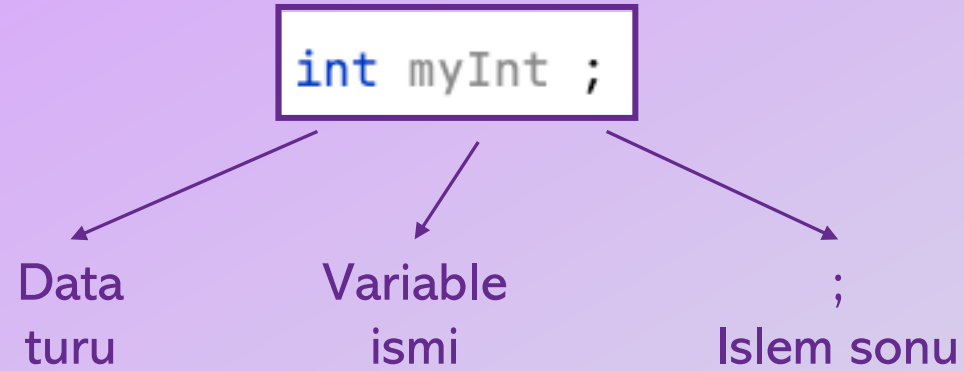 int myInt ;
Data Variable ;
turu ismi Islem sonu